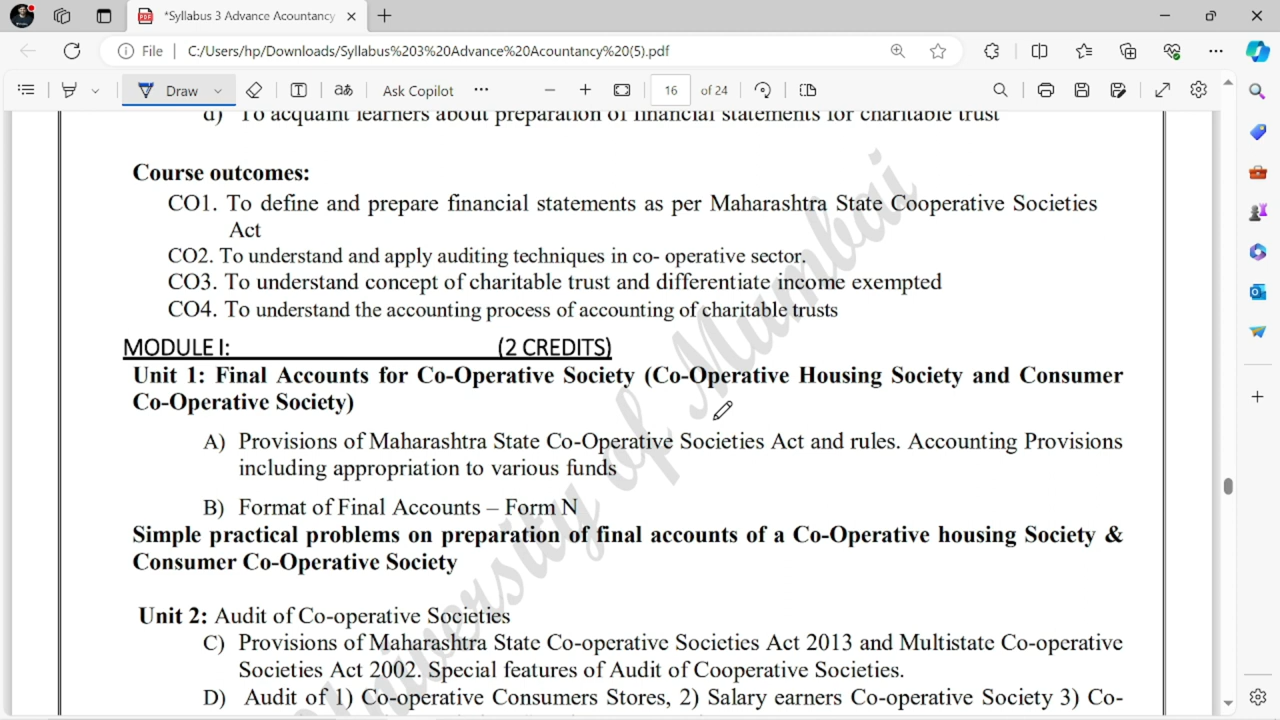 *Syllabus 3 Advance Acountancy
File C:/Users/hp/Downloads/Syllabus%203%20Advance%20Acountancy%20(5).pdf
Draw aあ Ask Copilot 16 of 24
d) To acquaint learners about preparation of financial statements for charitable trust
Course outcomes:
CO1. To define and prepare financial statements as per Maharashtra State Cooperative Societies
Act
CO2. To understand and apply auditing techniques in co- operative sector.
CO3. To understand concept of charitable trust and differentiate income exempted
CO4. To understand the accounting process of accounting of charitable trusts
MODULE I: (2 CREDITS)
Unit 1: Final Accounts for Co-Operative Society (Co-Operative Housing Society and Consumer
Co-Operative Society)
A) Provisions of Maharashtra State Co-Operative Societies Act and rules. Accounting Provisions
including appropriation to various funds
B) Format of Final Accounts – Form N
Simple practical problems on preparation of final accounts of a Co-Operative housing Society &
Consumer Co-Operative Society
Unit 2: Audit of Co-operative Societies
C) Provisions of Maharashtra State Co-operative Societies Act 2013 and Multistate Co-operative
Societies Act 2002. Special features of Audit of Cooperative Societies.
D) Audit of 1) Co-operative Consumers Stores, 2) Salary earners Co-operative Society 3) Co-
University of Mumbai